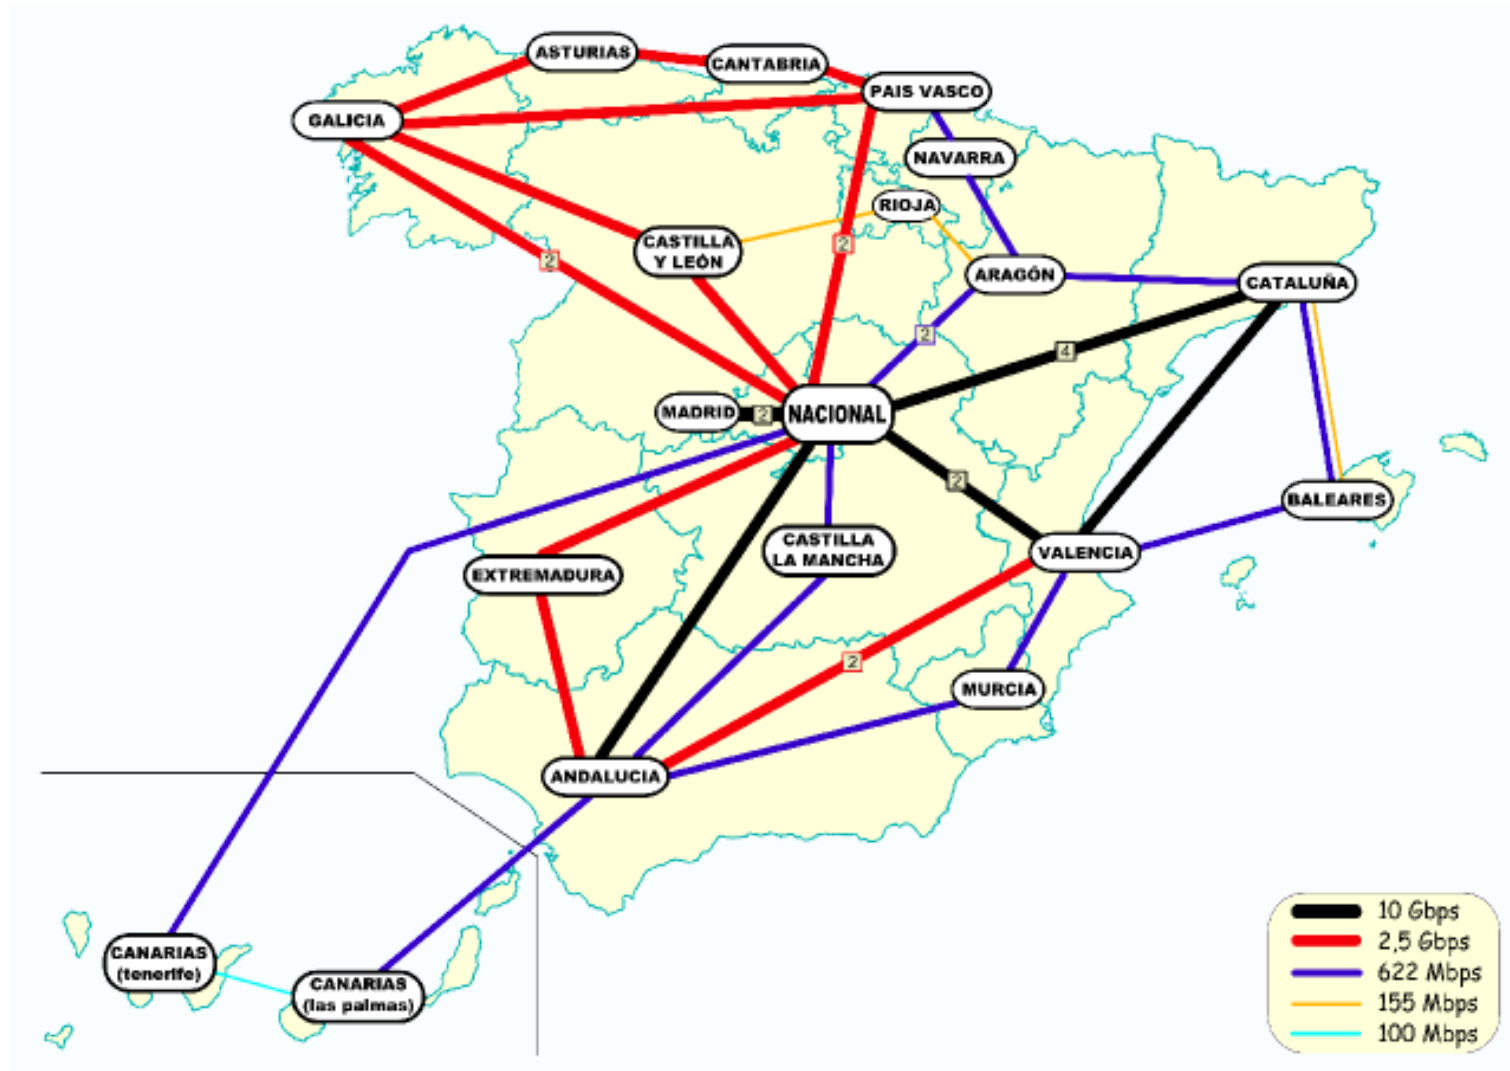 ASTURIAS
CANTABRIA
PAIS VASCO
GALICIA
NAVARRA
RIOJA
CASTILLA
Y LEÓN
2
2
ARAGÓN
CATALUÑA
2
4
MADRID
2
NACIONAL
2
BALEARES
CASTILLA
LA MANCHA
VALENCIA
EXTREMADURA
2
MURCIA
ANDALUCIA
CANARIAS
(tenerife)
CANARIAS
(las palmas)
10 Gbps
2,5 Gbps
622 Mbps
155 Mbps
100 Mbps